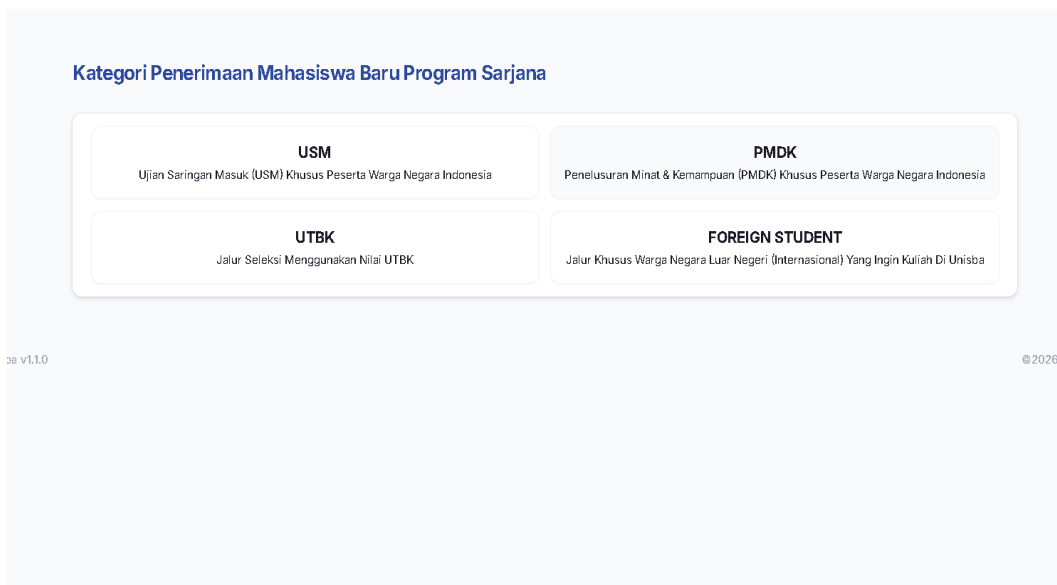 Kategori Penerimaan Mahasiswa Baru Program Sarjana
USM
Ujian Saringan Masuk (USM) Khusus Peserta Warga Negara Indonesia
PMDK
Penelusuran Minat & Kemampuan (PMDK) Khusus Peserta Warga Negara Indonesia
UTBK
Jalur Seleksi Menggunakan Nilai UTBK
FOREIGN STUDENT
Jalur Khusus Warga Negara Luar Negeri (Internasional) Yang Ingin Kuliah Di Unisba
v1.1.0
©2026